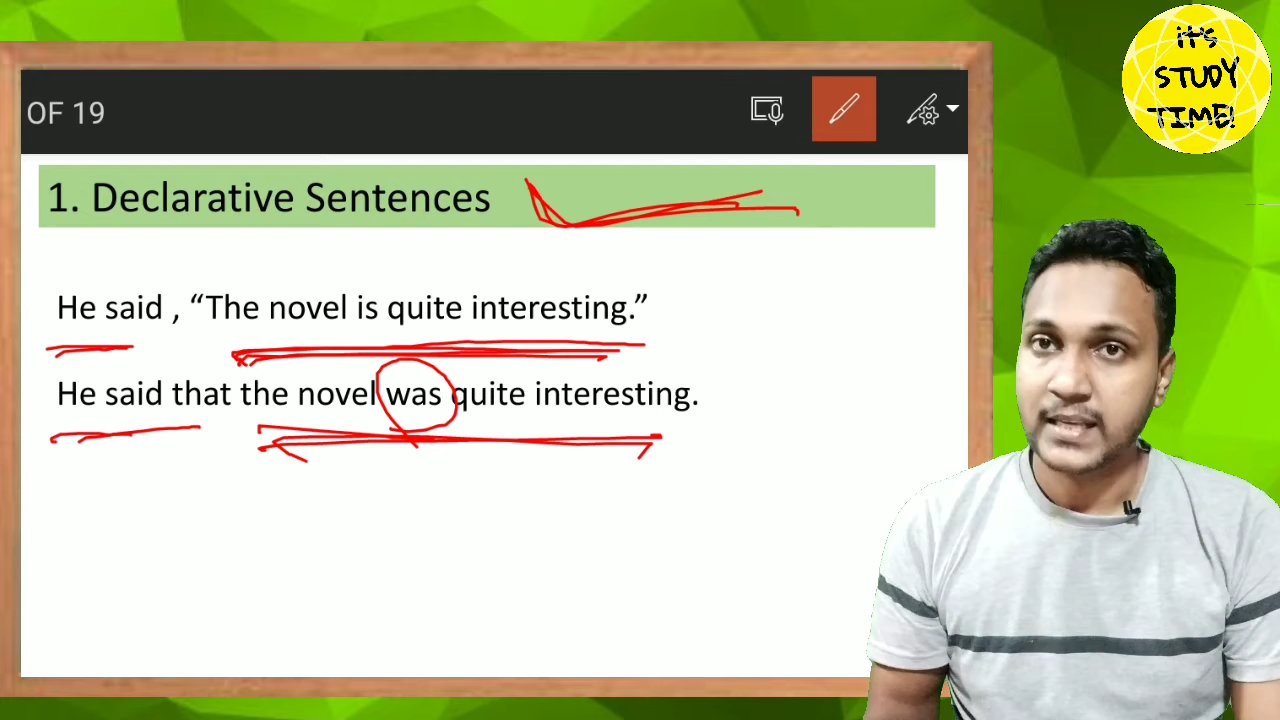 it's
STUDY
TIME!
OF 19
1. Declarative Sentences
He said , “The novel is quite interesting.”
He said that the novel was quite interesting.